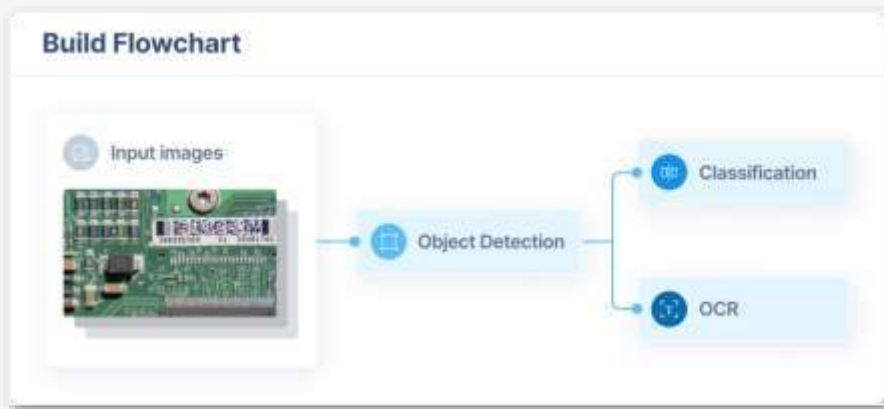 Build Flowchart
Input images
Object Detection
Classification
OCR